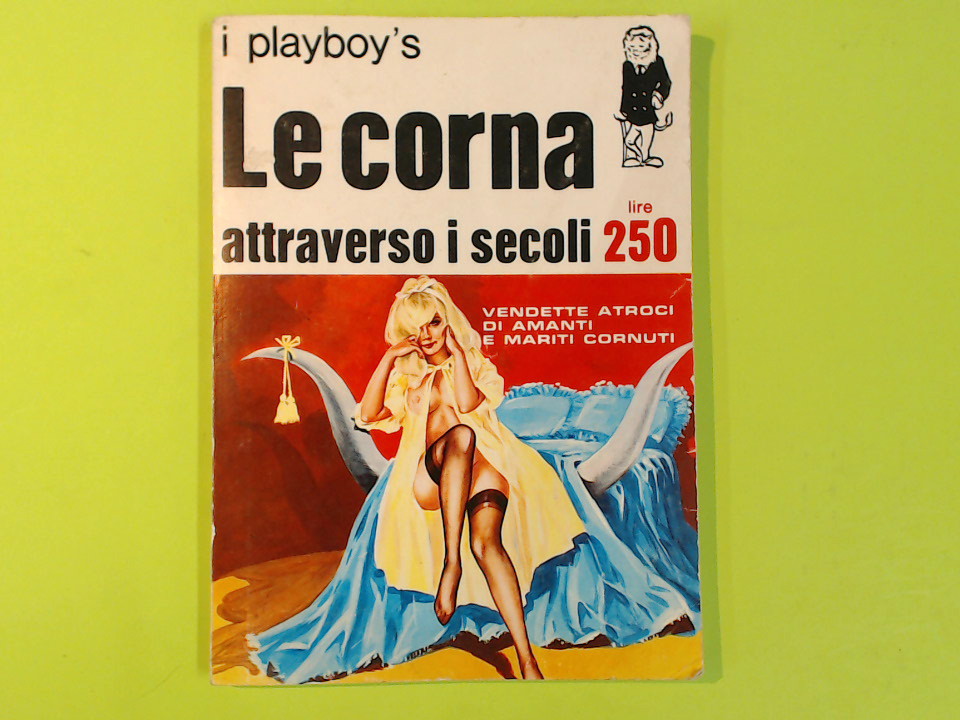 i playboy's
Le corna
attraverso i secoli
lire
250
VENDETTE ATROCI
DI AMANTI
E MARITI CORNUTI